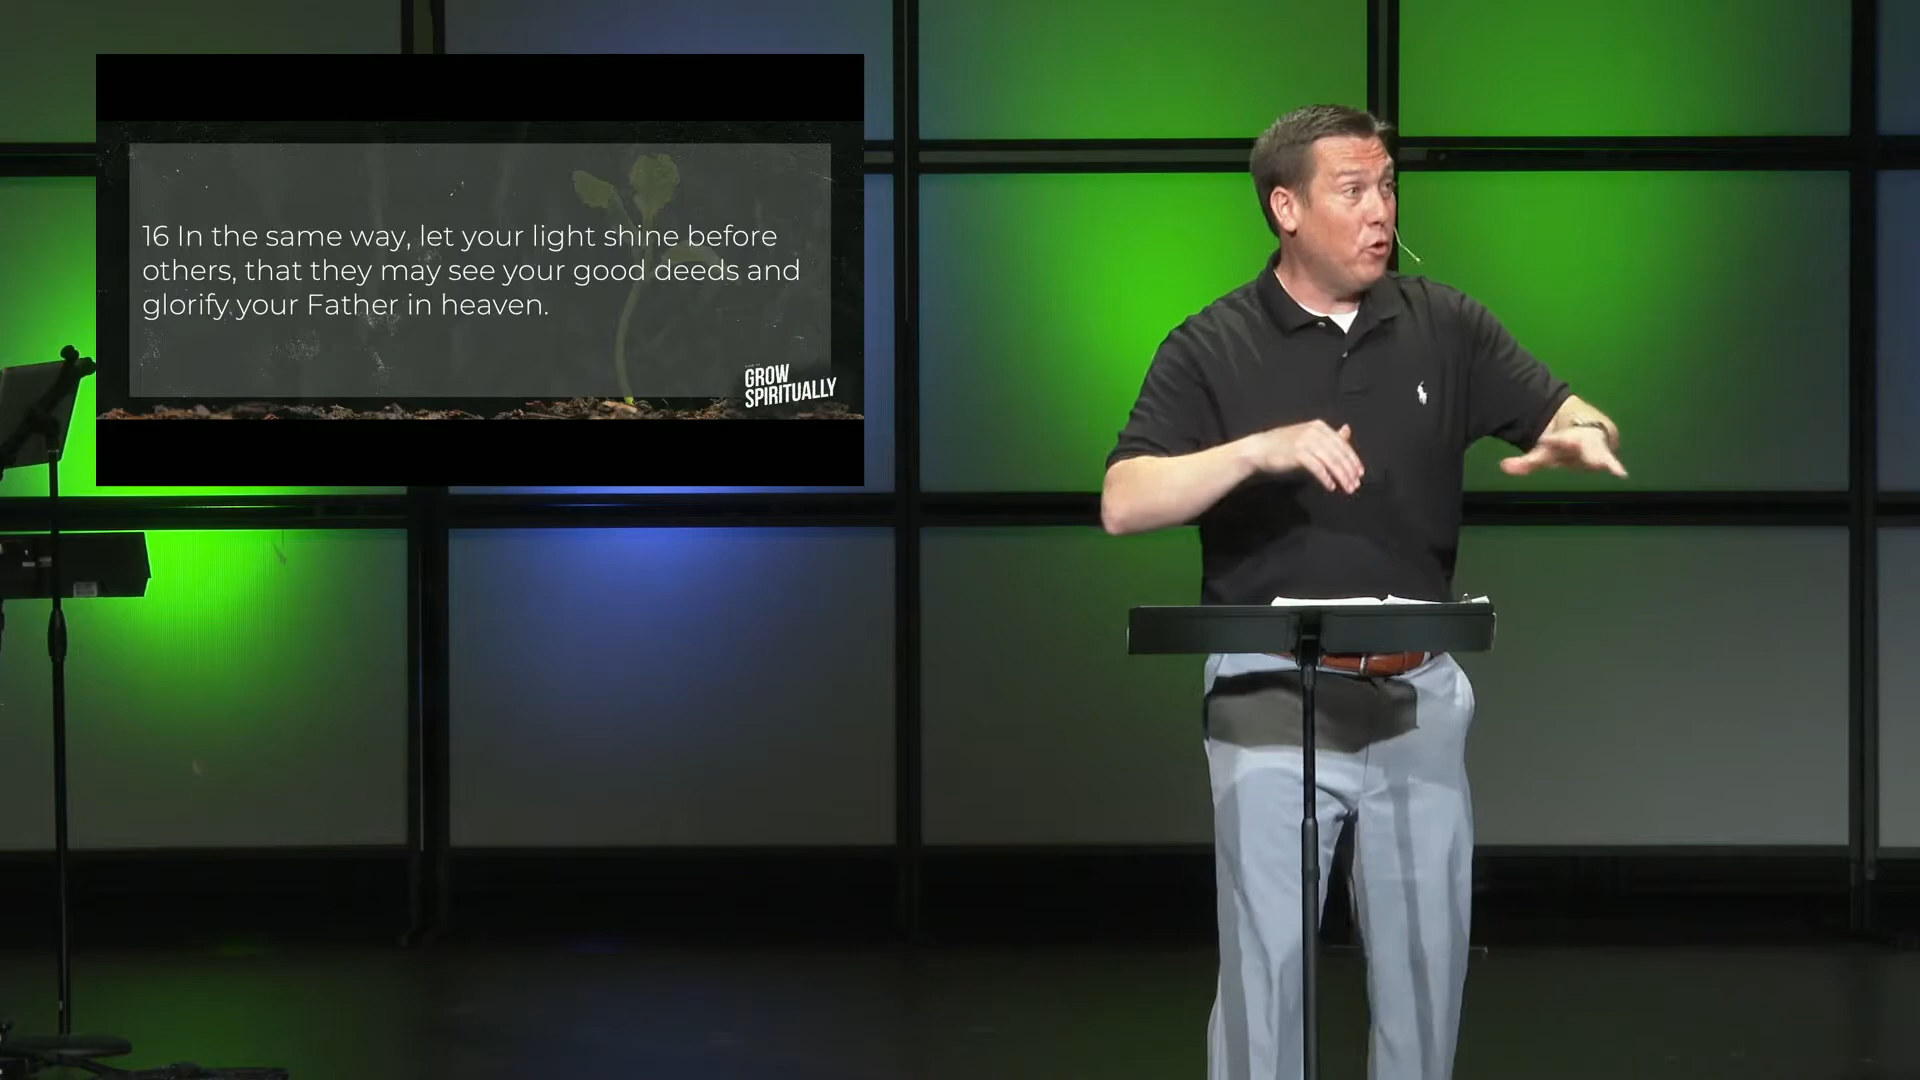 16 In the same way, let your light shine before
others, that they may see your good deeds and
glorify your Father in heaven.
GROW
SPIRITUALLY